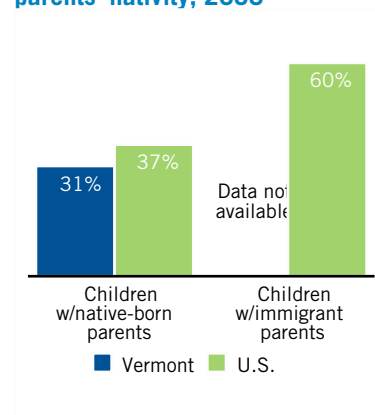 parents' nativity, 2008
60%
37%
31%
Data not
available
Children
w/native-born
parents
Children
w/immigrant
parents
Vermont
U.S.